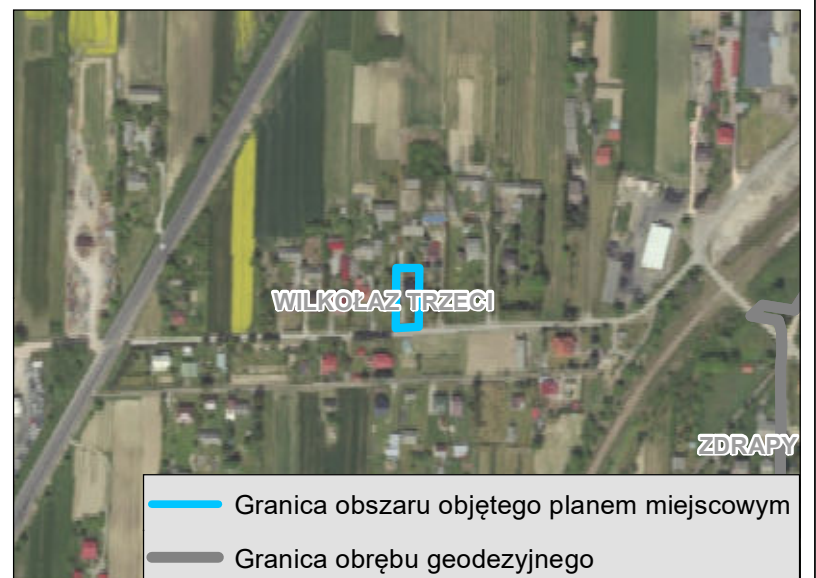 WILKOŁAZ TRZECI
ZDRAPY
Granica obszaru objętego planem miejscowym
Granica obrębu geodezyjnego